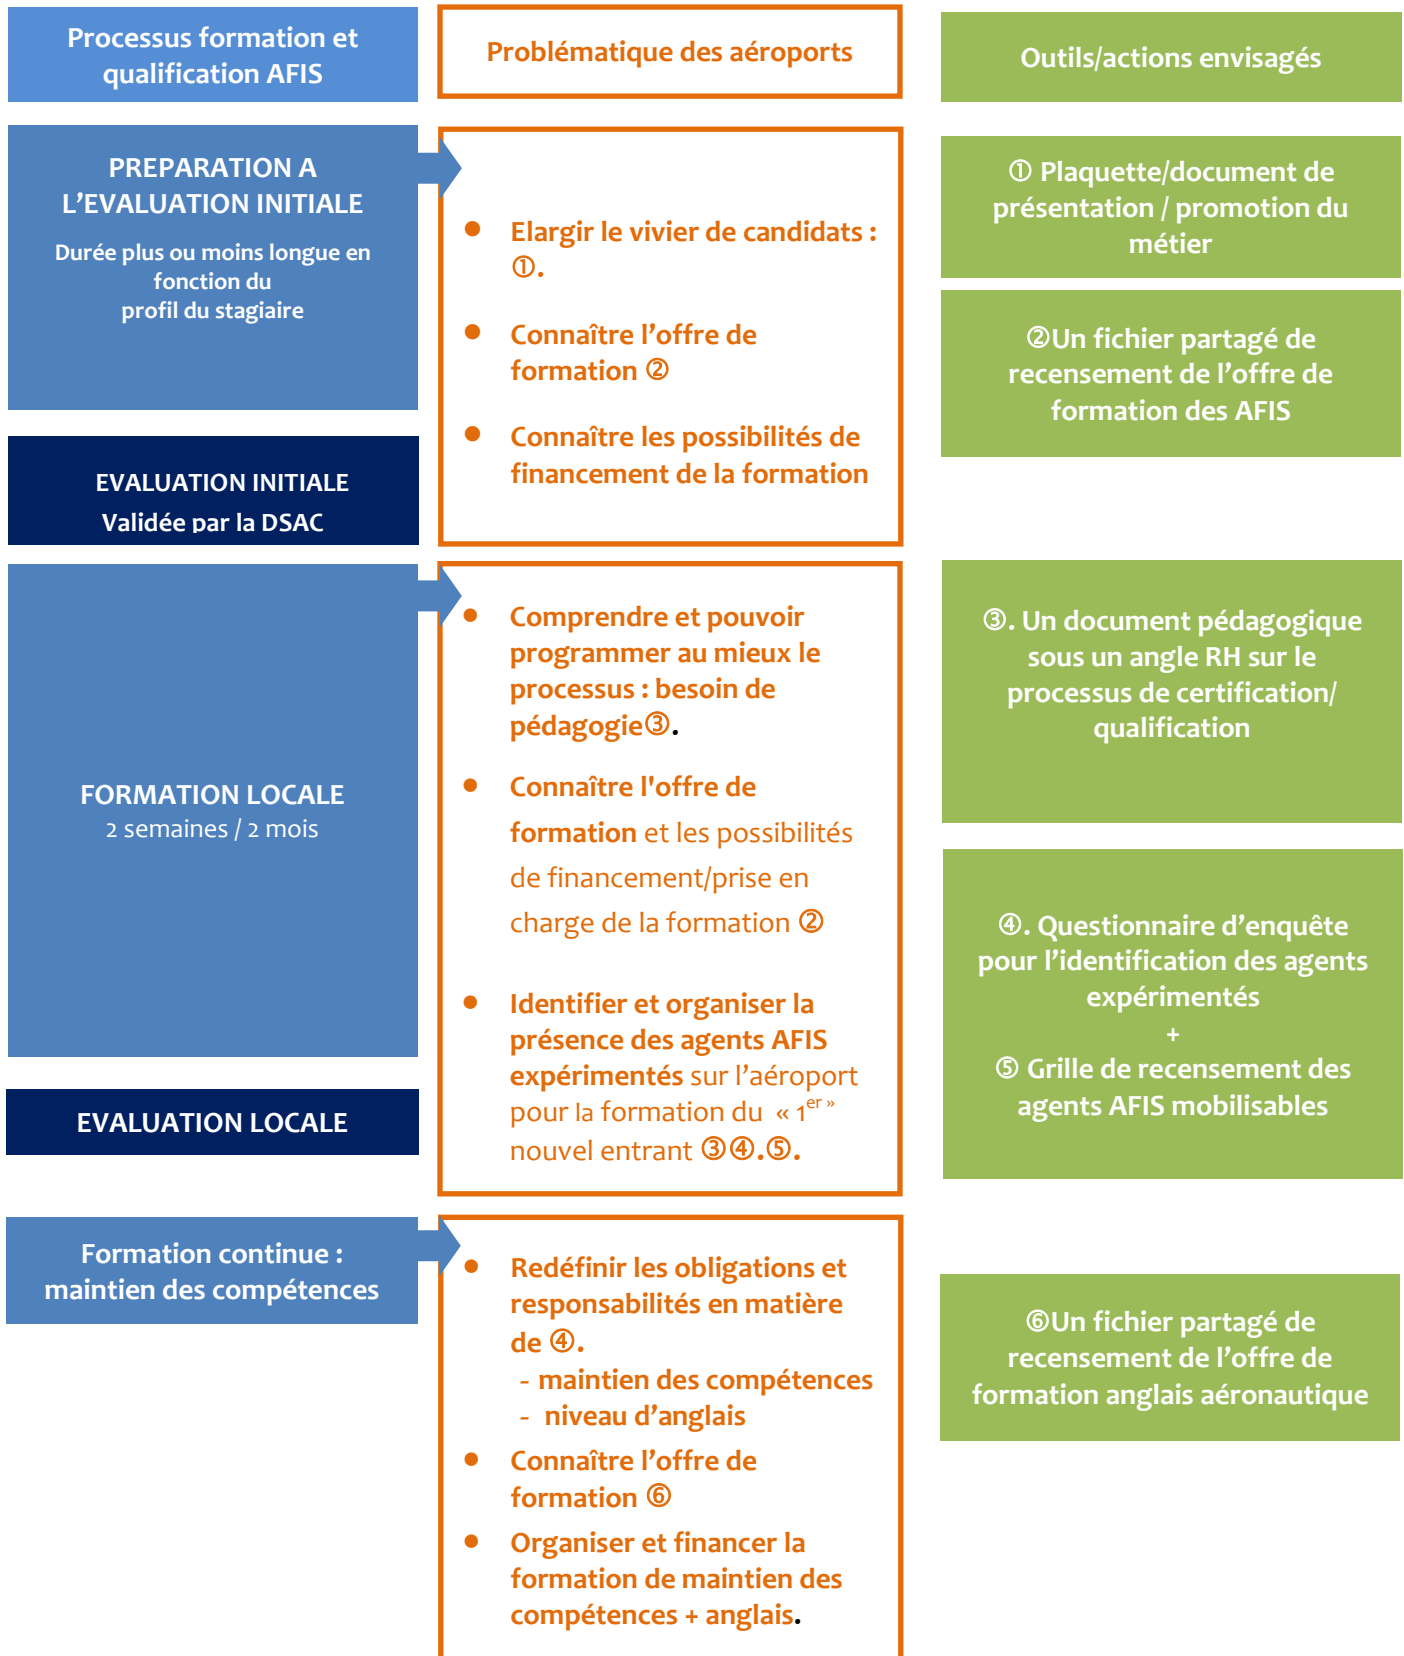 Processus formation et
qualification AFIS
Problématique des aéroports
Outils/actions envisagés
PREPARATION A
L’EVALUATION INITIALE
Durée plus ou moins longue en
fonction du
profil du stagiaire
EVALUATION INITIALE
Validée par la DSAC
• Elargir le vivier de candidats :
①.
• Connaître l’offre de
formation ②
• Connaître les possibilités de
financement de la formation
① Plaquette/document de
présentation / promotion du
métier
②Un fichier partagé de
recensement de l’offre de
formation des AFIS
FORMATION LOCALE
2 semaines / 2 mois
EVALUATION LOCALE
• Comprendre et pouvoir
programmer au mieux le
processus : besoin de
pédagogie③.
• Connaître l'offre de
formation et les possibilités
de financement/prise en
charge de la formation ②
• Identifier et organiser la
présence des agents AFIS
expérimentés sur l’aéroport
pour la formation du « 1er »
nouvel entrant ③④.⑤.
③. Un document pédagogique
sous un angle RH sur le
processus de certification/
qualification
④. Questionnaire d’enquête
pour l’identification des agents
expérimentés
+
⑤ Grille de recensement des
agents AFIS mobilisables
Formation continue :
maintien des compétences
• Redéfinir les obligations et
responsabilités en matière
de ④.
- maintien des compétences
- niveau d’anglais
• Connaître l’offre de
formation ⑥
• Organiser et financer la
formation de maintien des
compétences + anglais.
⑥Un fichier partagé de
recensement de l’offre de
formation anglais aéronautique